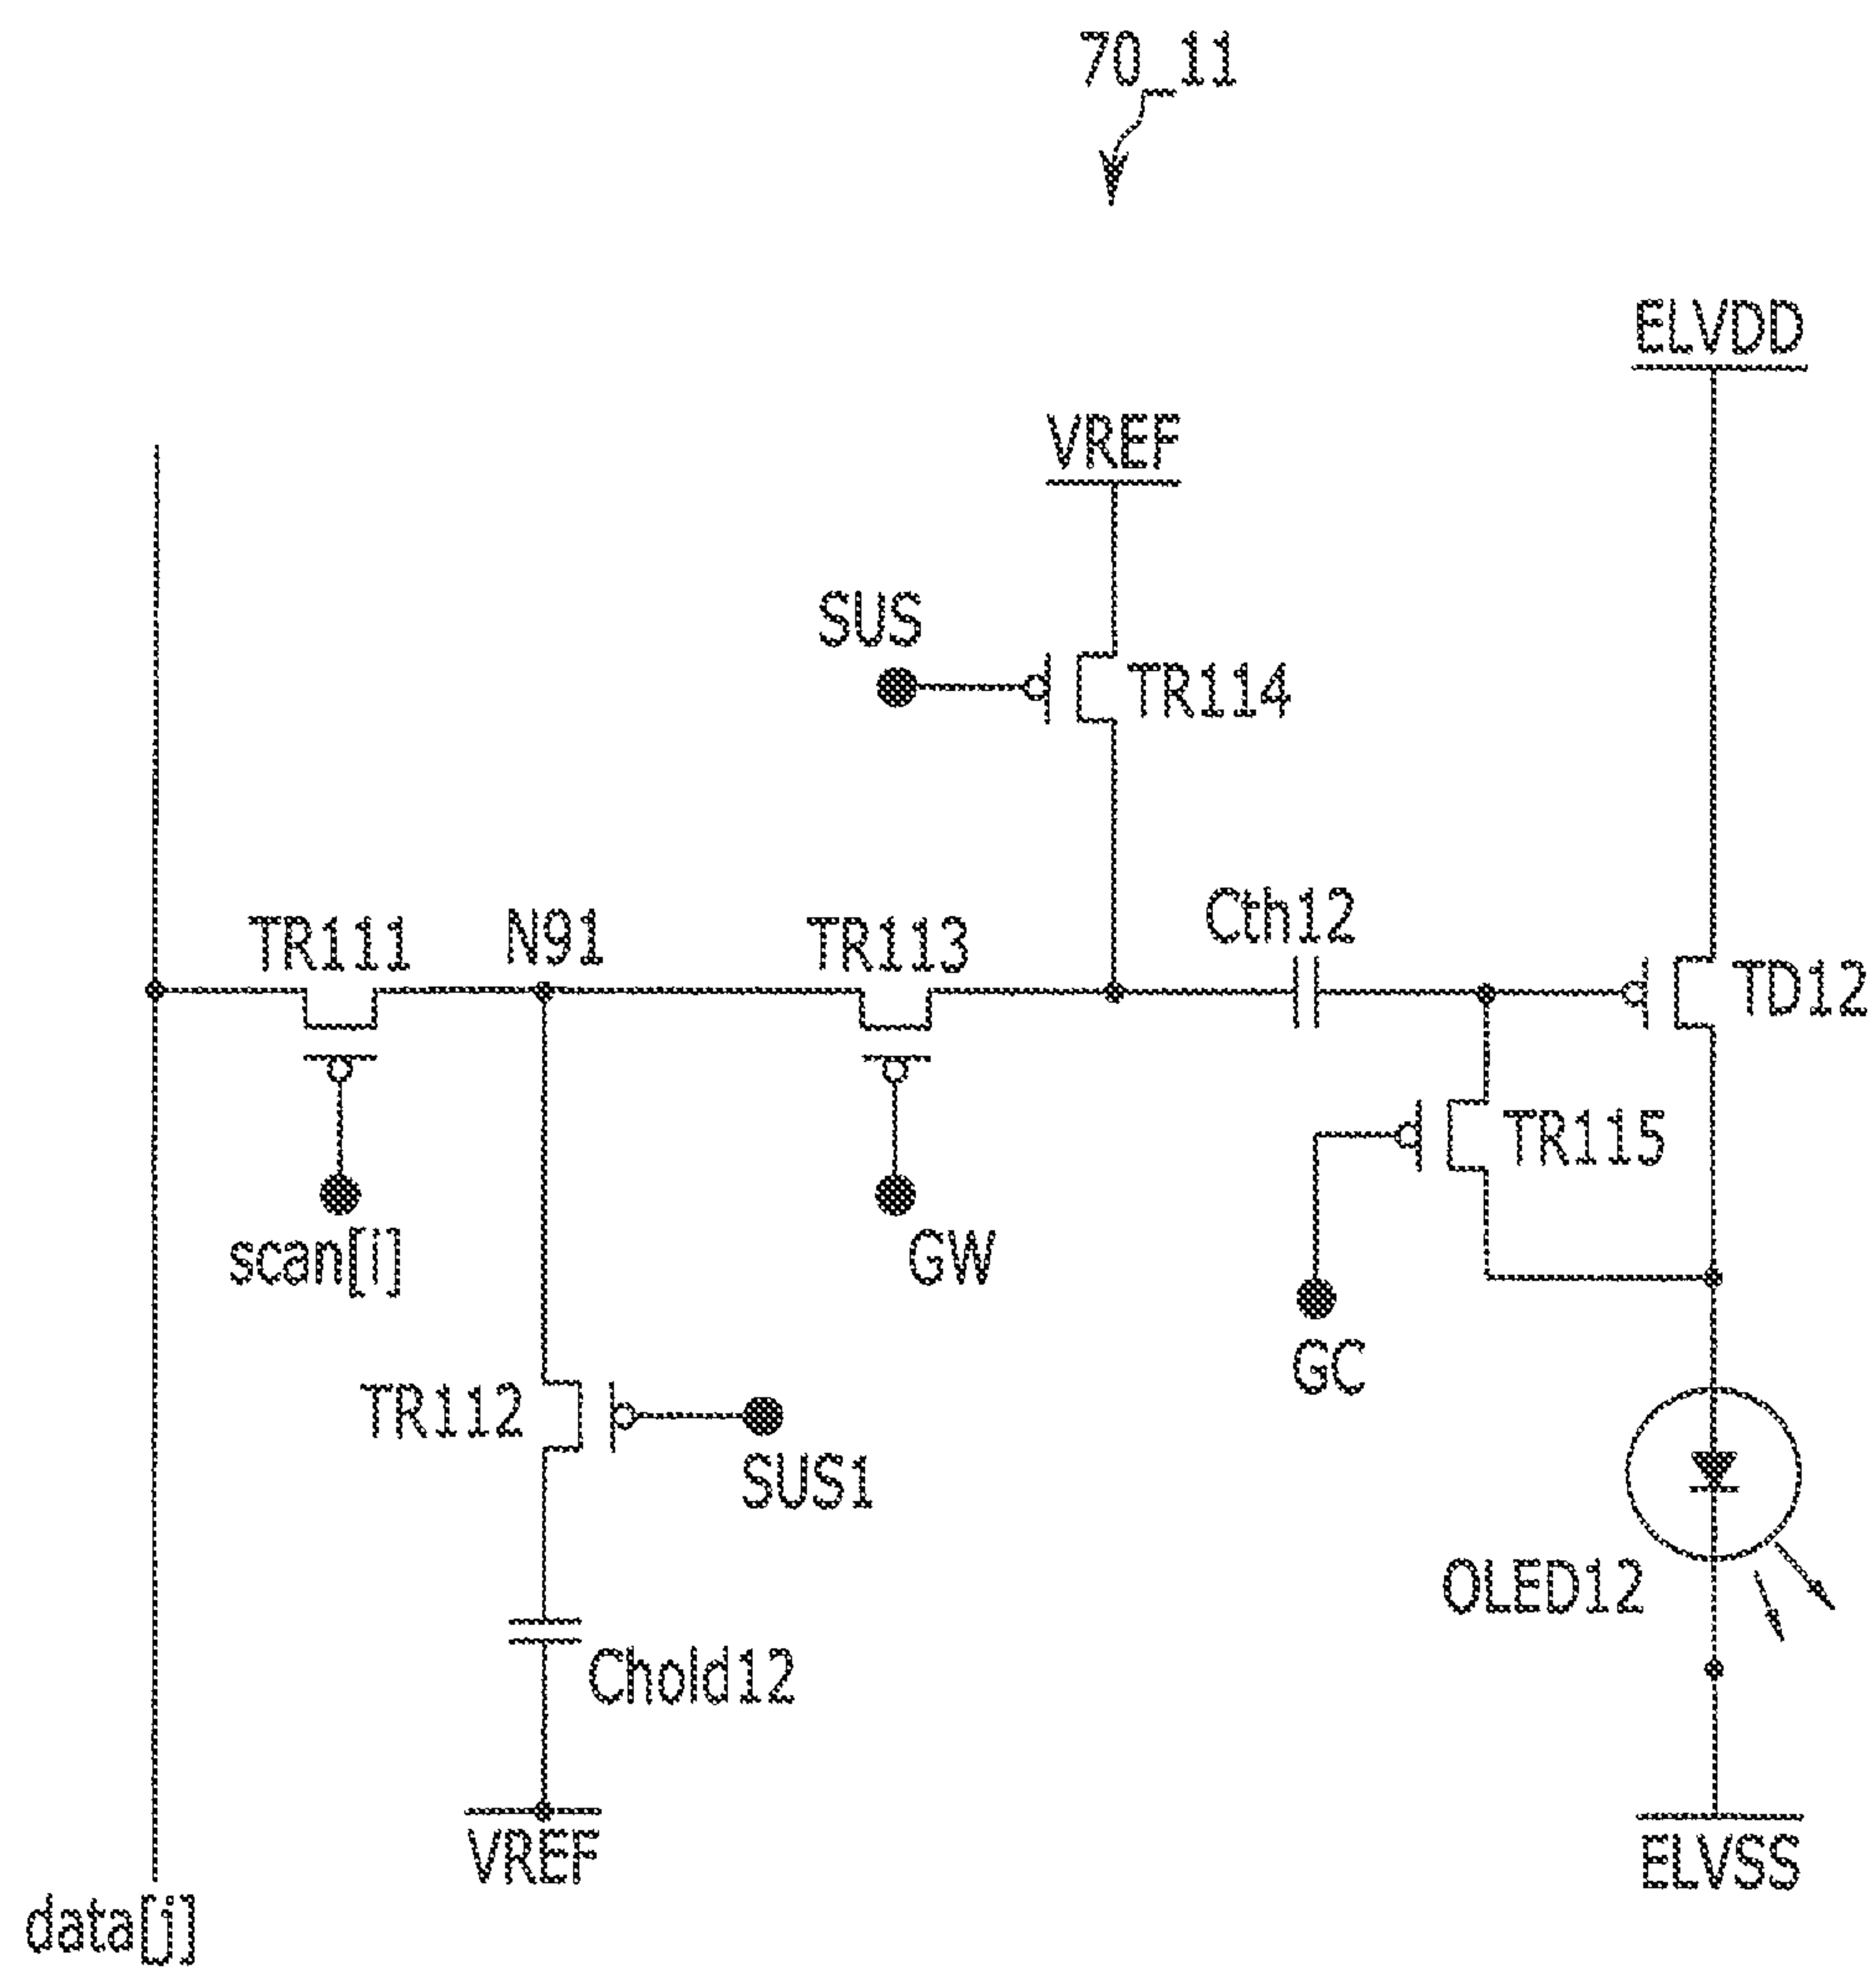 70_11
ELVDD
VREF
SUS
TR114
Cth12
TR111
N91
TR113
TD12
TR115
scan[i]
GW
GC
TR112
SUS1
OLED12
Chold12
VREF
ELVSS
data[j]